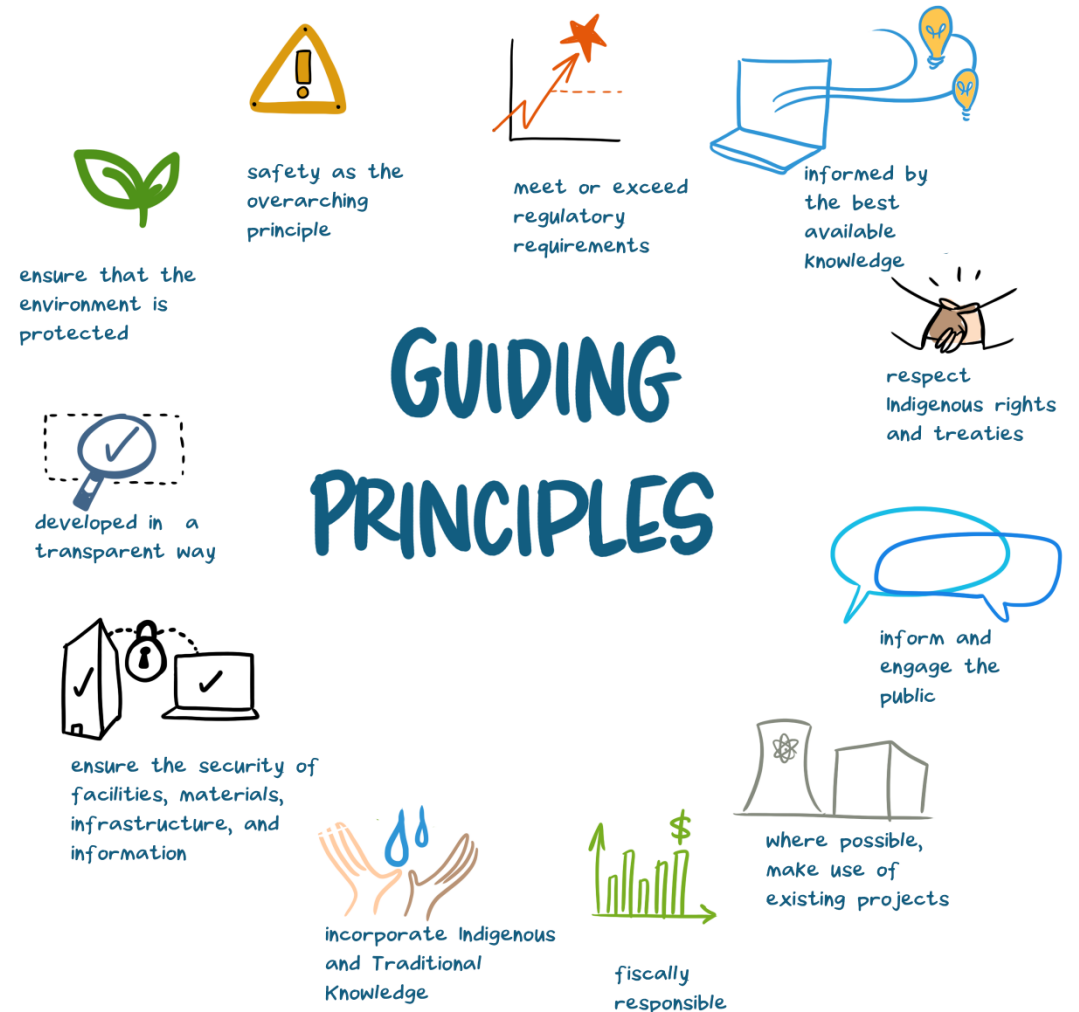 safety as the
overarching
principle
meet or exceed
regulatory
requirements
informed by
the best
available
knowledge
respect
Indigenous rights
and treaties
inform and
engage the
public
where possible,
make use of
existing projects
$
fiscally
responsible
incorporate Indigenous
and Traditional
Knowledge
ensure the security of
facilities, materials,
infrastructure, and
information
developed in a
transparent way
ensure that the
environment is
protected
GUIDING
PRINCIPLES